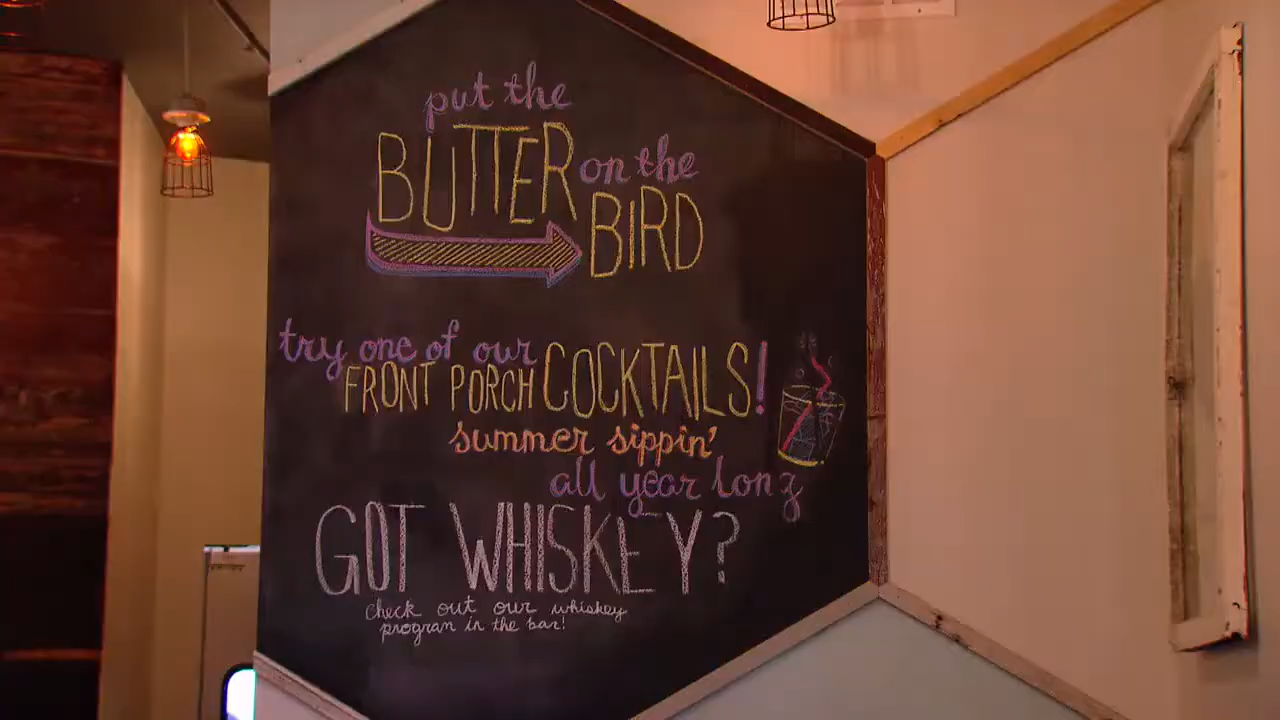 put the
BUTTER on the
BIRD
try one of our
FRONT PORCH COCKTAILS!
summer sippin'
all year long
GOT WHISKEY?
check out our whiskey
program in the bar!